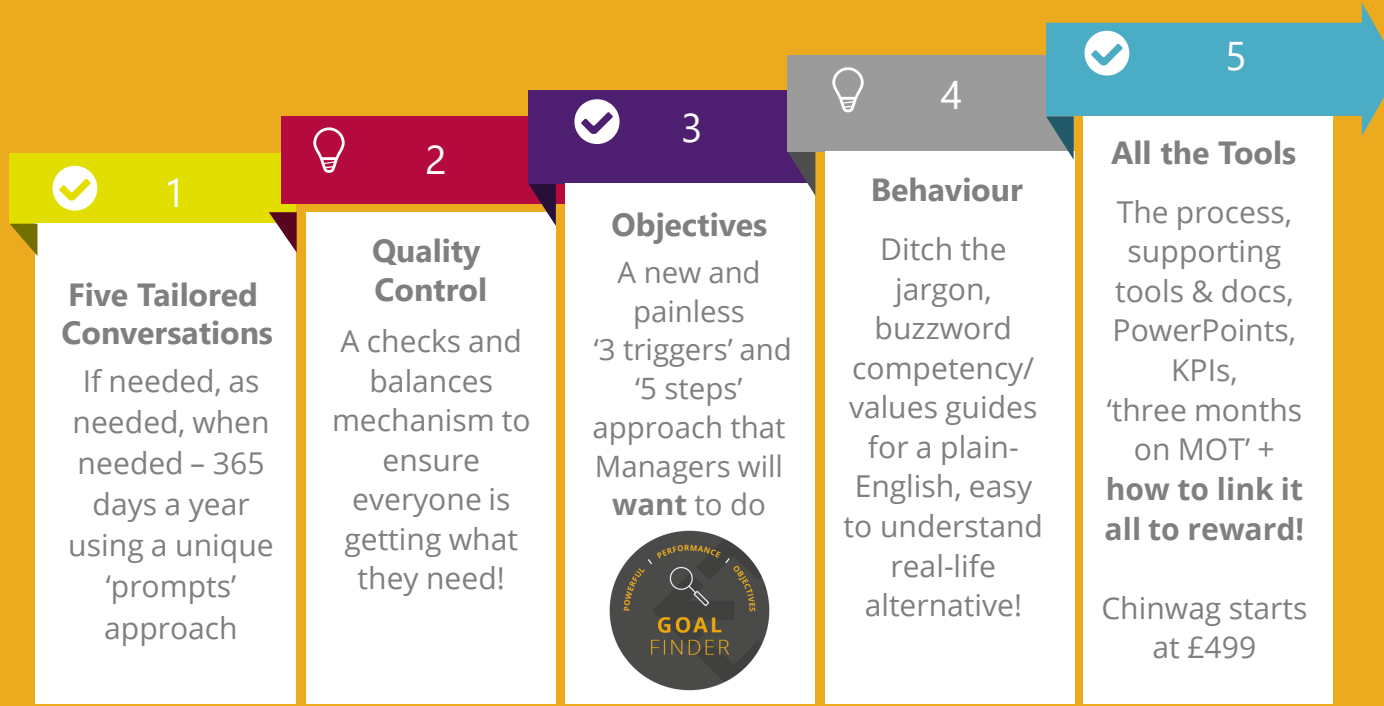 1
Five Tailored
Conversations
If needed, as
needed, when
needed – 365
days a year
using a unique
‘prompts’
approach
2
Quality
Control
A checks and
balances
mechanism to
ensure
everyone is
getting what
they need!
3
Objectives
A new and
painless
‘3 triggers’ and
‘5 steps’
approach that
Managers will
want to do
POWERFUL | PERFORMANCE | OBJECTIVES
GOAL
FINDER
4
Behaviour
Ditch the
jargon,
buzzword
competency/
values guides
for a plain-
English, easy
to understand
real-life
alternative!
5
All the Tools
The process,
supporting
tools & docs,
PowerPoints,
KPIs,
‘three months
on MOT’ +
how to link it
all to reward!
Chinwag starts
at £499